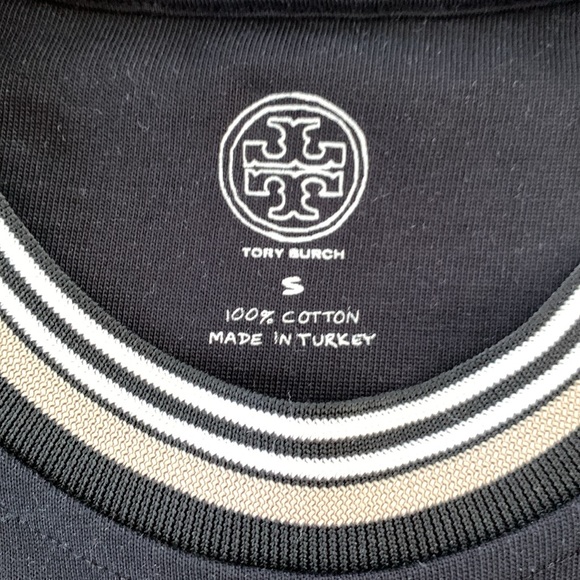 TORY BURCH
S
100% COTTON
MADE IN TURKEY